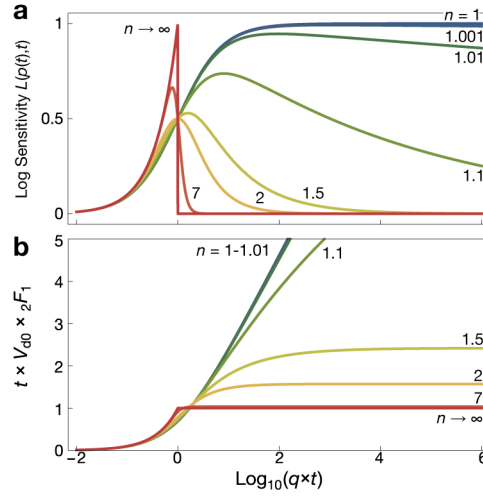 a
Log Sensitivity L(p(t),t)
1
0.5
0
n → ∞
n = 1
1.001
1.01
1.1
1.5
2
7
b
t × Vd0 × 2F1
5
4
3
2
1
0
n = 1-1.01
1.1
1.5
2
7
n → ∞
−2 0 2 4 6
Log10(q×t)